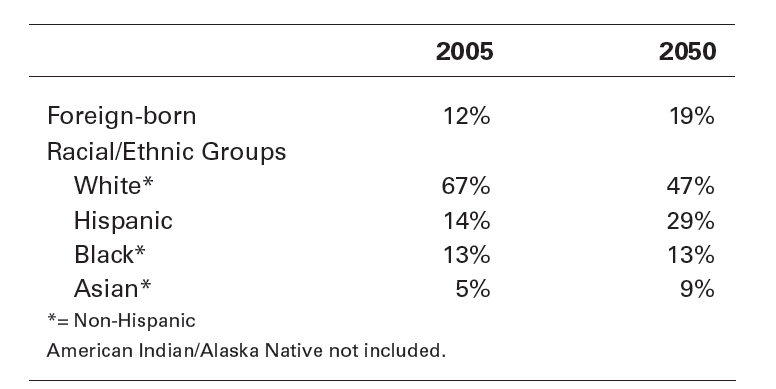 2005 2050
Foreign-born 12% 19%
Racial/Ethnic Groups
White* 67% 47%
Hispanic 14% 29%
Black* 13% 13%
Asian* 5% 9%
*= Non-Hispanic
American Indian/Alaska Native not included.